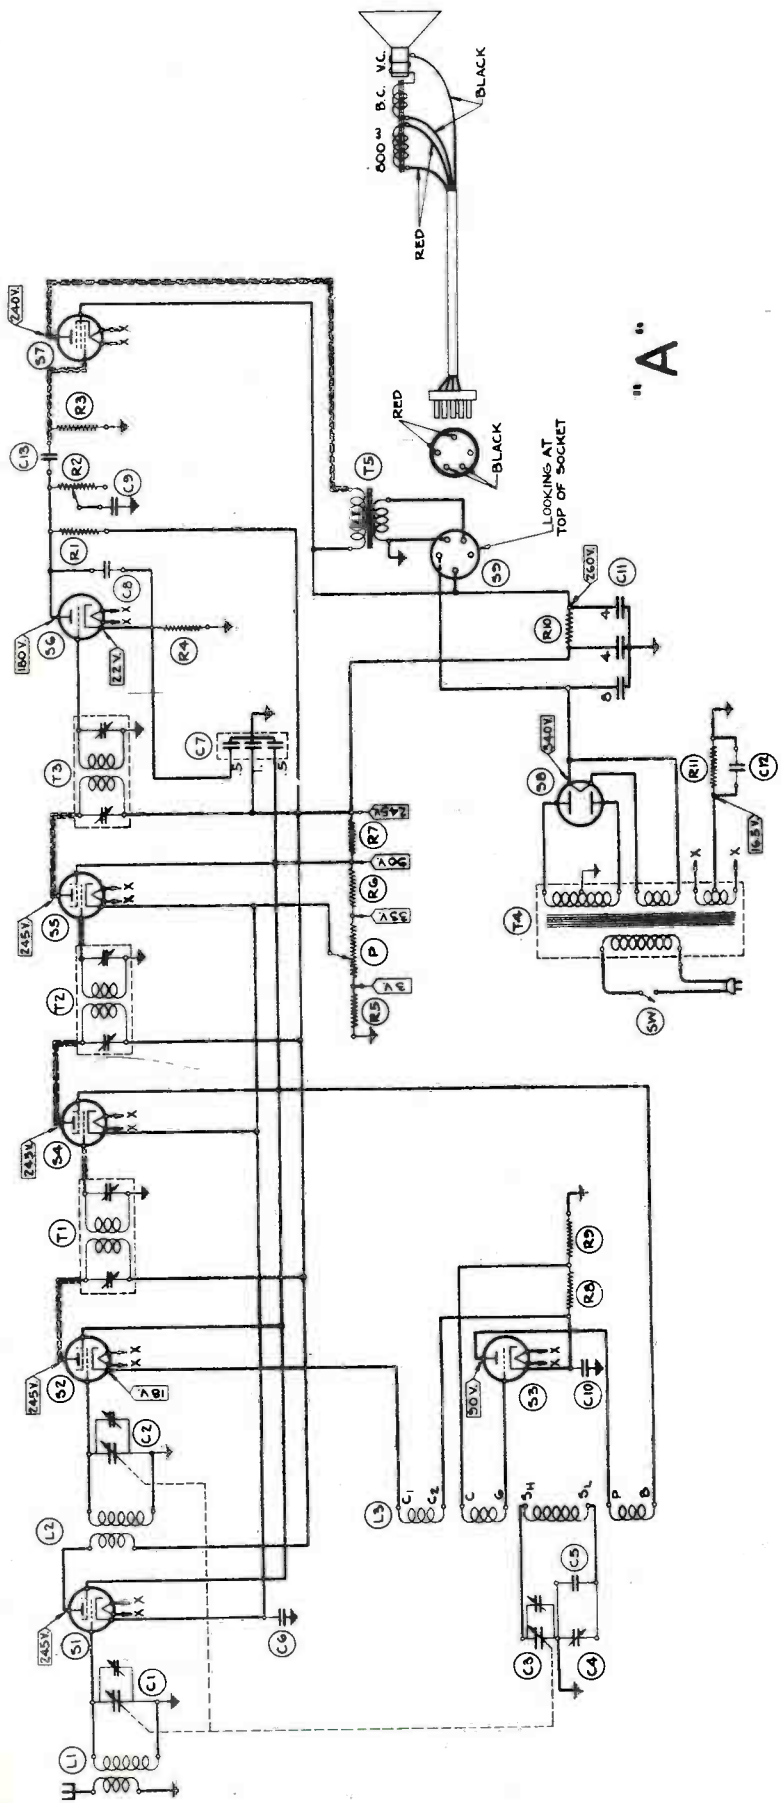 L1
C1
S1
245V.
X
X
C6
L2
C2
S2
245V.
18V.
X
X
T1
S4
245V.
X
X
T2
S5
245V.
X
X
T3
S6
180V.
22V.
X
X
R4
C8
R1
R2
C9
C13
R3
S7
240V.
X
X
C7
.5
.1
.5
R5
3V.
P
35V.
R6
90V.
R7
245V.
L3
C1
C2
C
G
SH
SL
P
B
C3
C4
C5
S3
90V.
X
X
C10
R8
R9
SW
T4
X
X
S8
340V.
16.5V.
R11
C12
8
4
4
R10
260V.
C11
S9
LOOKING AT
TOP OF SOCKET
T5
RED
BLACK
RED
BLACK
800 ω
B.C.
V.C.
"A"